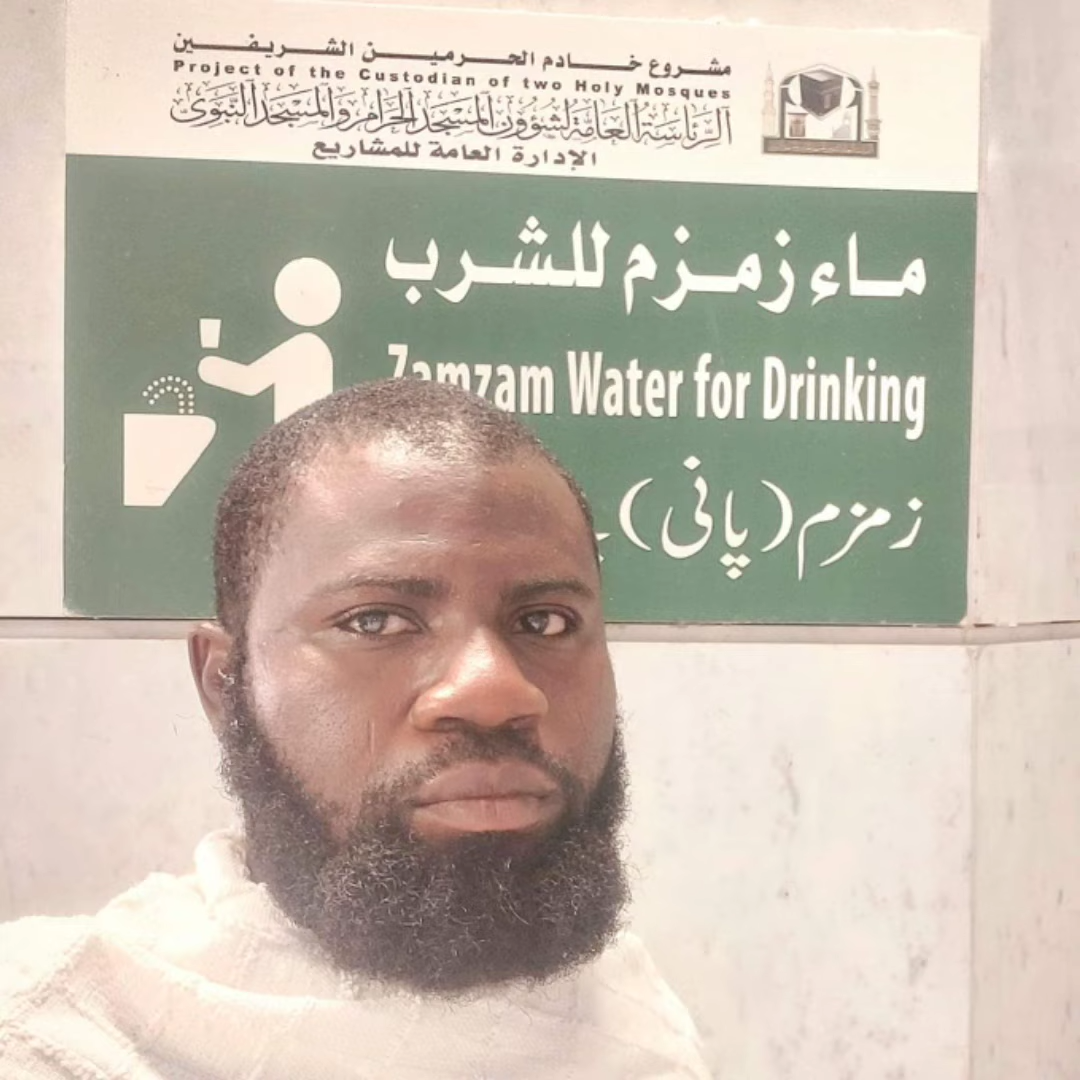 مشروع خادم الحرمين الشريفين
Project of the Custodian of two Holy Mosques
الرئاسة العامة لشؤون المسجد الحرام والمسجد النبوي
الإدارة العامة للمشاريع
ماء زمزم للشرب
Zamzam Water for Drinking
زمزم (پانی)